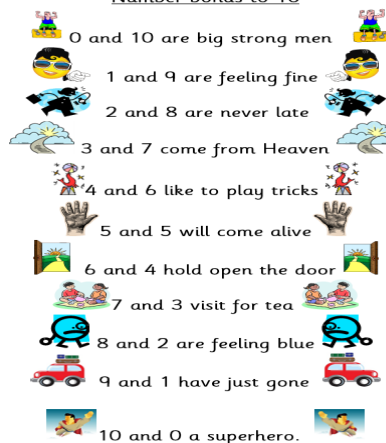 Number bonds to 10
0 and 10 are big strong men
1 and 9 are feeling fine
2 and 8 are never late
3 and 7 come from Heaven
4 and 6 like to play tricks
5 and 5 will come alive
6 and 4 hold open the door
7 and 3 visit for tea
8 and 2 are feeling blue
9 and 1 have just gone
10 and 0 a superhero.